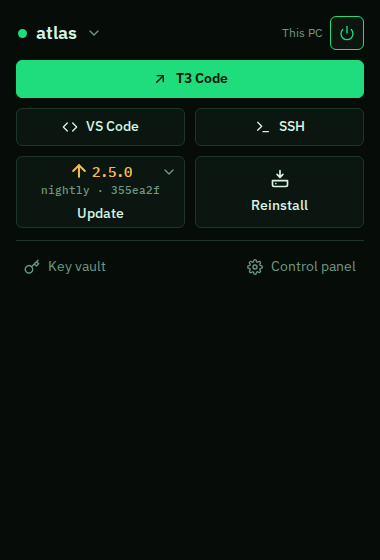 atlas
This PC
T3 Code
VS Code
SSH
2.5.0
nightly · 355ea2f
Update
Reinstall
Key vault
Control panel